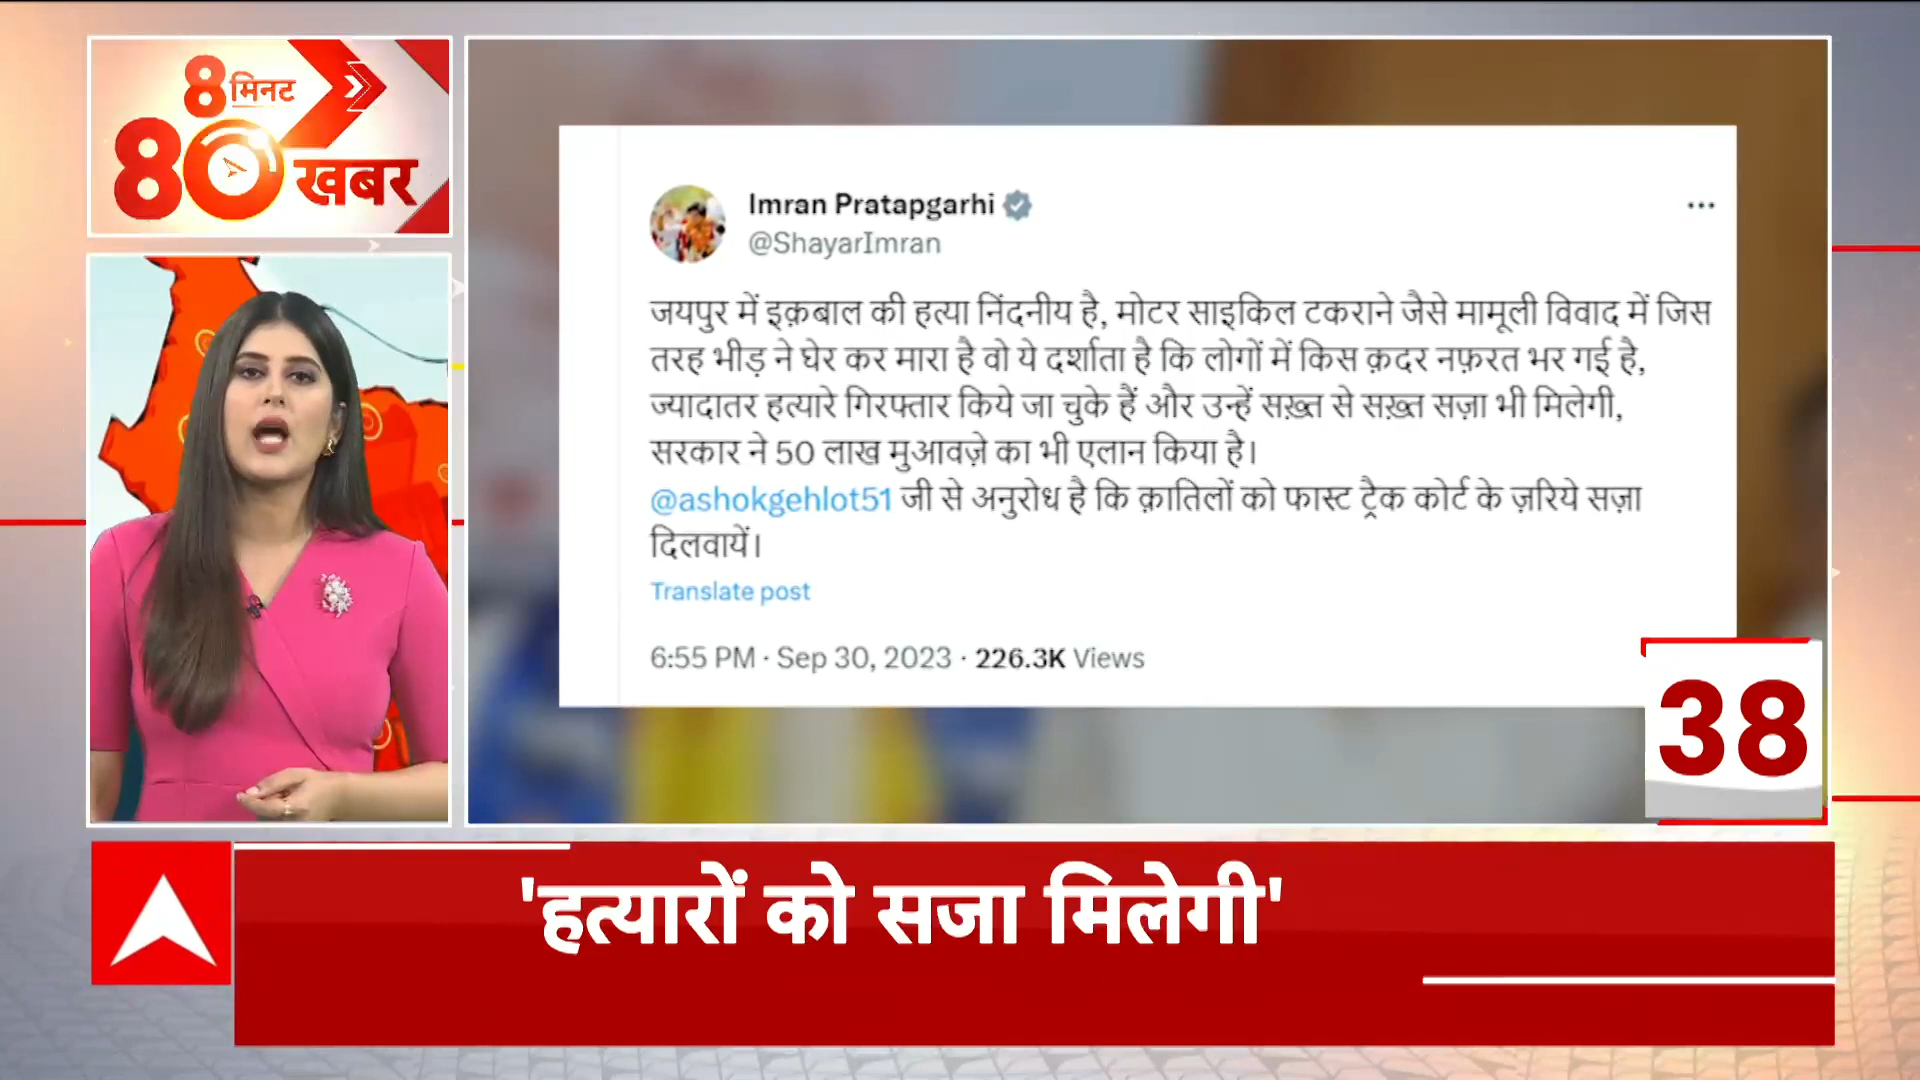 8 मिनट
80 खबर
Imran Pratapgarhi
@ShayarImran
जयपुर में इक़बाल की हत्या निंदनीय है, मोटर साइकिल टकराने जैसे मामूली विवाद में जिस
तरह भीड़ ने घेर कर मारा है वो ये दर्शाता है कि लोगों में किस क़दर नफ़रत भर गई है,
ज्यादातर हत्यारे गिरफ्तार किये जा चुके हैं और उन्हें सख़्त से सख़्त सज़ा भी मिलेगी,
सरकार ने 50 लाख मुआवज़े का भी एलान किया है।
@ashokgehlot51 जी से अनुरोध है कि क़ातिलों को फास्ट ट्रैक कोर्ट के ज़रिये सज़ा
दिलवायें।
Translate post
6:55 PM · Sep 30, 2023 · 226.3K Views
38
'हत्यारों को सजा मिलेगी'